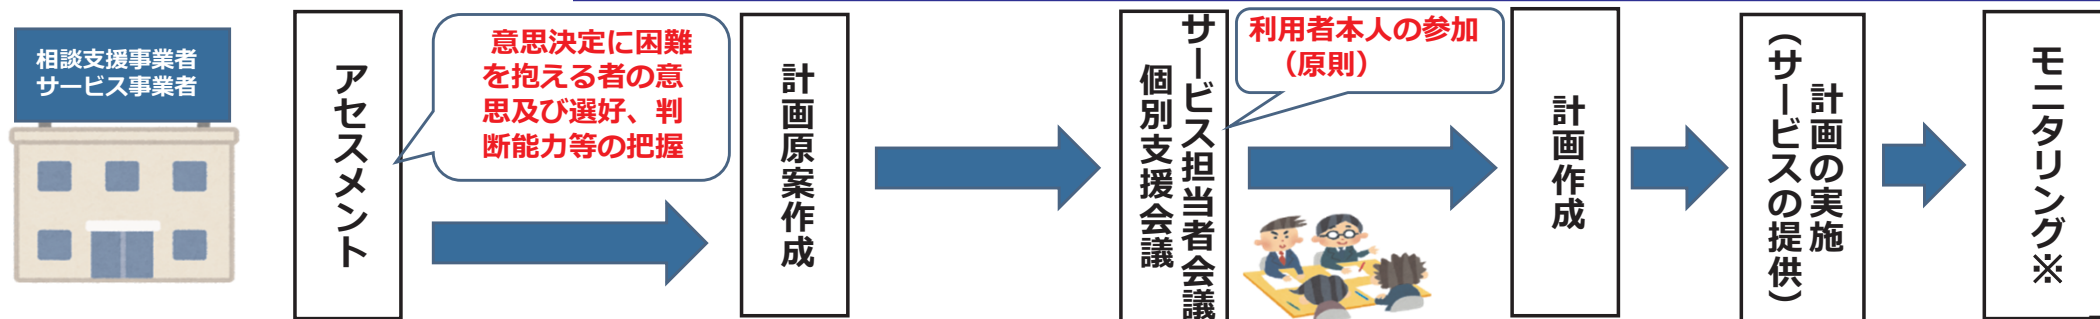 相談支援事業者
サービス事業者
アセスメント
意思決定に困難
を抱える者の意
思及び選好、判
断能力等の把握
計画原案作成
サービス担当者会議
個別支援会議
利用者本人の参加
（原則）
計画作成
計画の実施
（サービスの提供）
モニタリング※